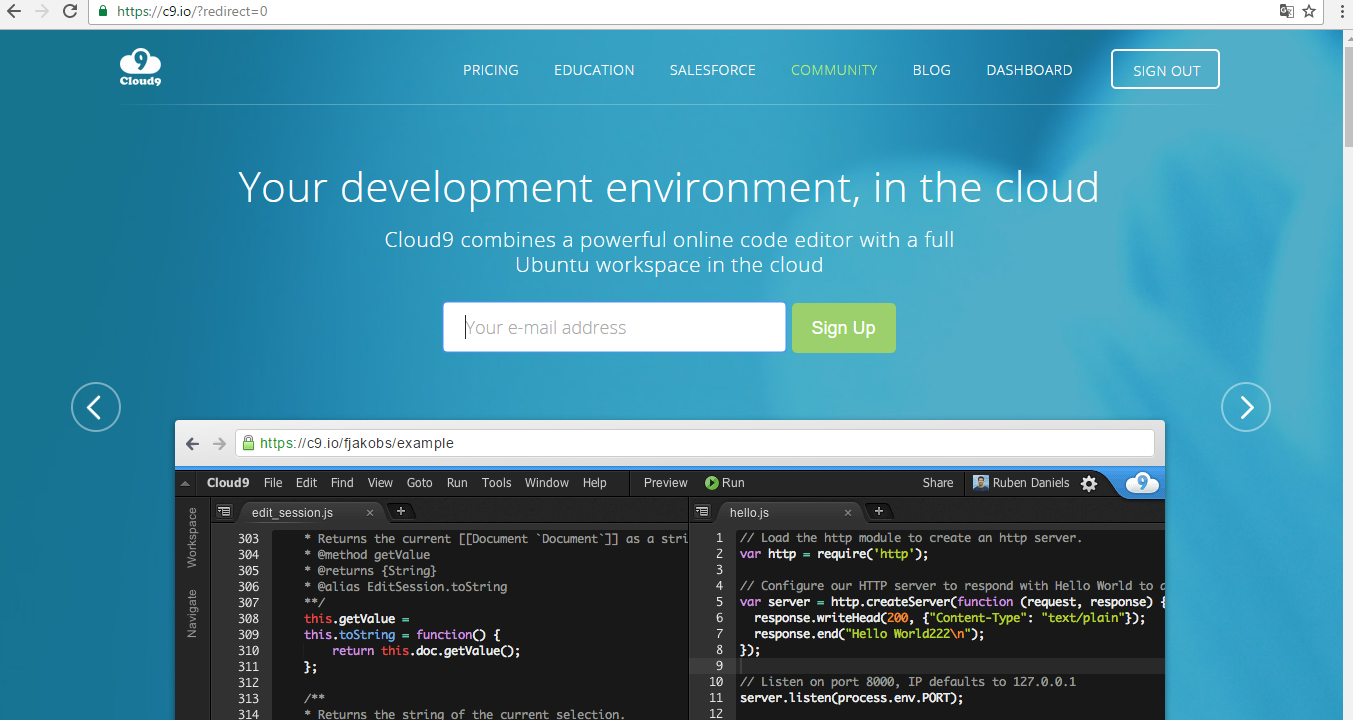 https://c9.io/?redirect=0
9
Cloud9
PRICING EDUCATION SALESFORCE COMMUNITY BLOG DASHBOARD SIGN OUT
Your development environment, in the cloud
Cloud9 combines a powerful online code editor with a full
Ubuntu workspace in the cloud
Your e-mail address Sign Up
https://c9.io/fjakobs/example
Cloud9 File Edit Find View Goto Run Tools Window Help Preview Run Share Ruben Daniels 9
Workspace
Navigate
edit_session.js × +
303 * Returns the current [[Document `Document`]] as a stri
304 * @method getValue
305 * @returns {String}
306 * @alias EditSession.toString
307 **/
308 this.getValue =
309 this.toString = function() {
310 return this.doc.getValue();
311 };
312
313 /**
314 * Returns the string of the current selection.
hello.js × +
1 // Load the http module to create an http server.
2 var http = require('http');
3
4 // Configure our HTTP server to respond with Hello World to
5 var server = http.createServer(function (request, response) {
6 response.writeHead(200, {"Content-Type": "text/plain"});
7 response.end("Hello World222\n");
8 });
9
10 // Listen on port 8000, IP defaults to 127.0.0.1
11 server.listen(process.env.PORT);
12